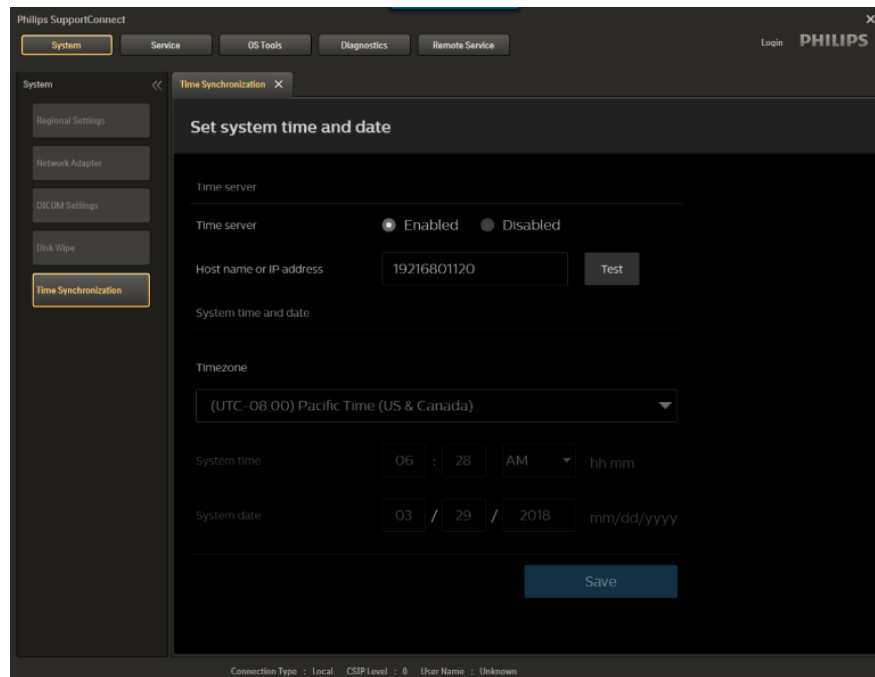 Philips SupportConnect
System Service OS Tools Diagnostics Remote Service Login PHILIPS
System Time Synchronization
Regional Settings
Set system time and date
Network Adapter
Time server
DICOM Settings
Time server Enabled Disabled
Disk Wipe
Host name or IP address 19216801120 Test
Time Synchronization
System time and date
Timezone
(UTC-08:00) Pacific Time (US & Canada)
System time 06 : 28 AM hh:mm
System date 03 / 29 / 2018 mm/dd/yyyy
Save
Connection Type : Local CSIP Level : 0 User Name : Unknown